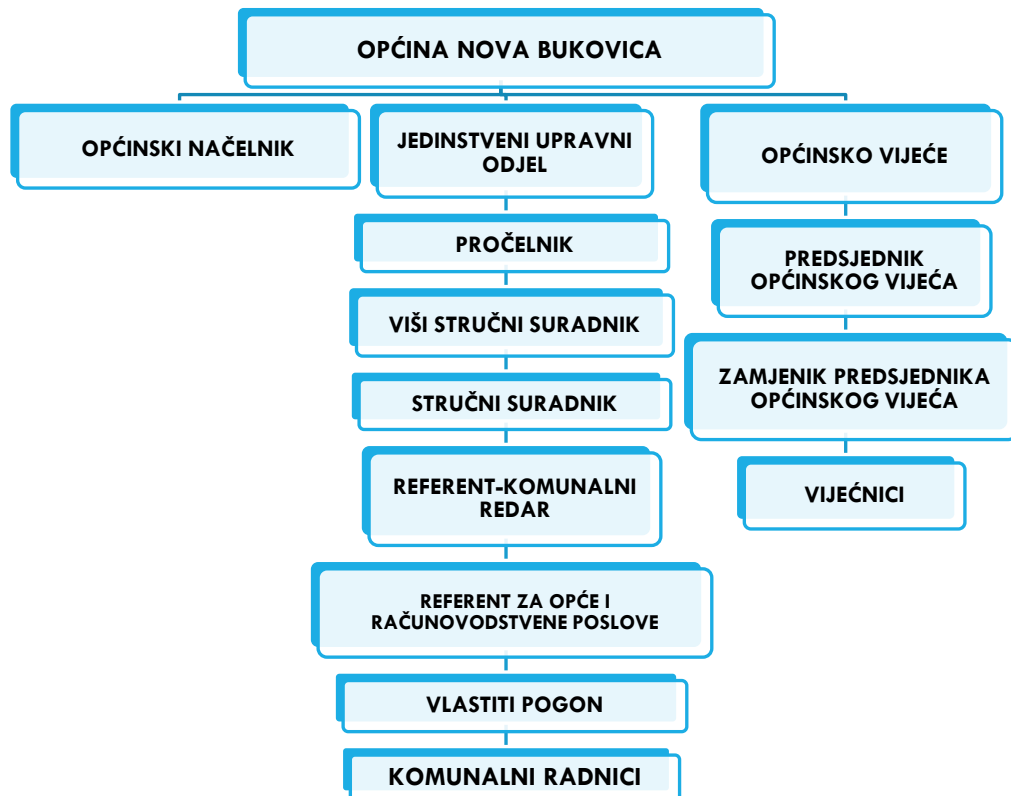 OPĆINA NOVA BUKOVICA
OPĆINSKI NAČELNIK
JEDINSTVENI UPRAVNI
ODJEL
PROČELNIK
VIŠI STRUČNI SURADNIK
STRUČNI SURADNIK
REFERENT-KOMUNALNI
REDAR
REFERENT ZA OPĆE I
RAČUNOVODSTVENE POSLOVE
VLASTITI POGON
KOMUNALNI RADNICI
OPĆINSKO VIJEĆE
PREDSJEDNIK
OPĆINSKOG VIJEĆA
ZAMJENIK PREDSJEDNIKA
OPĆINSKOG VIJEĆA
VIJEĆNICI